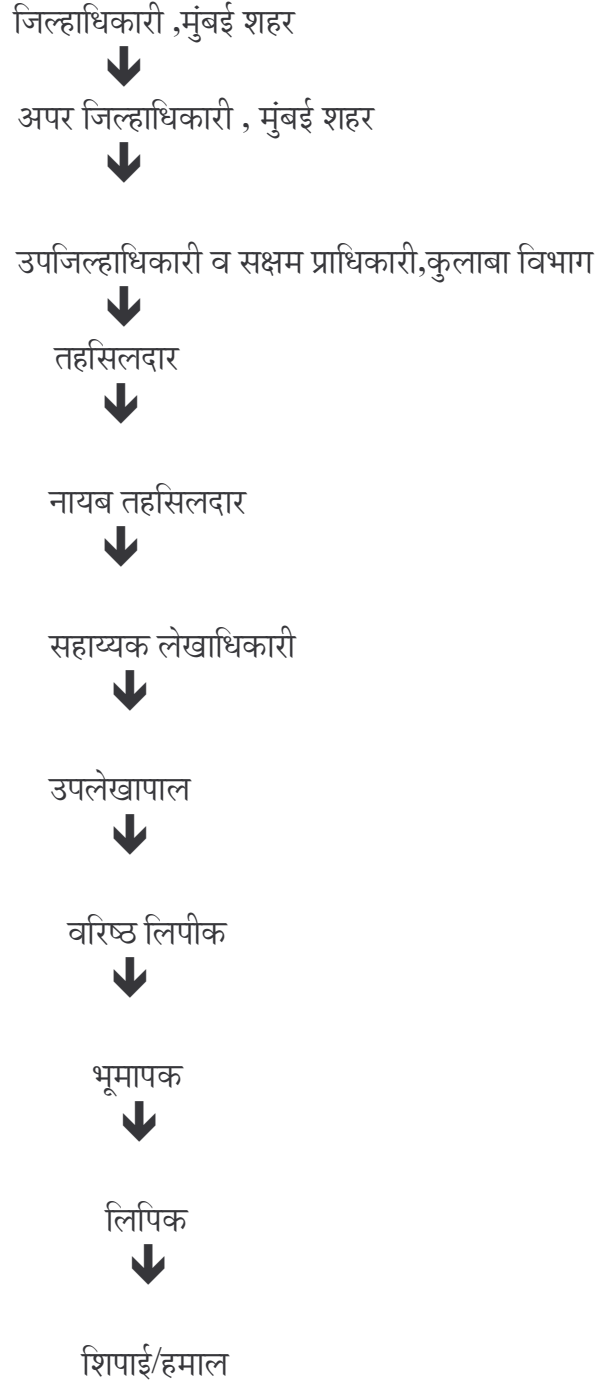 जिल्हाधिकारी ,मुंबई शहर
अपर जिल्हाधिकारी , मुंबई शहर
उपजिल्हाधिकारी व सक्षम प्राधिकारी,कुलाबा विभाग
तहसिलदार
नायब तहसिलदार
सहाय्यक लेखाधिकारी
उपलेखापाल
वरिष्ठ लिपीक
भूमापक
लिपिक
शिपाई/हमाल